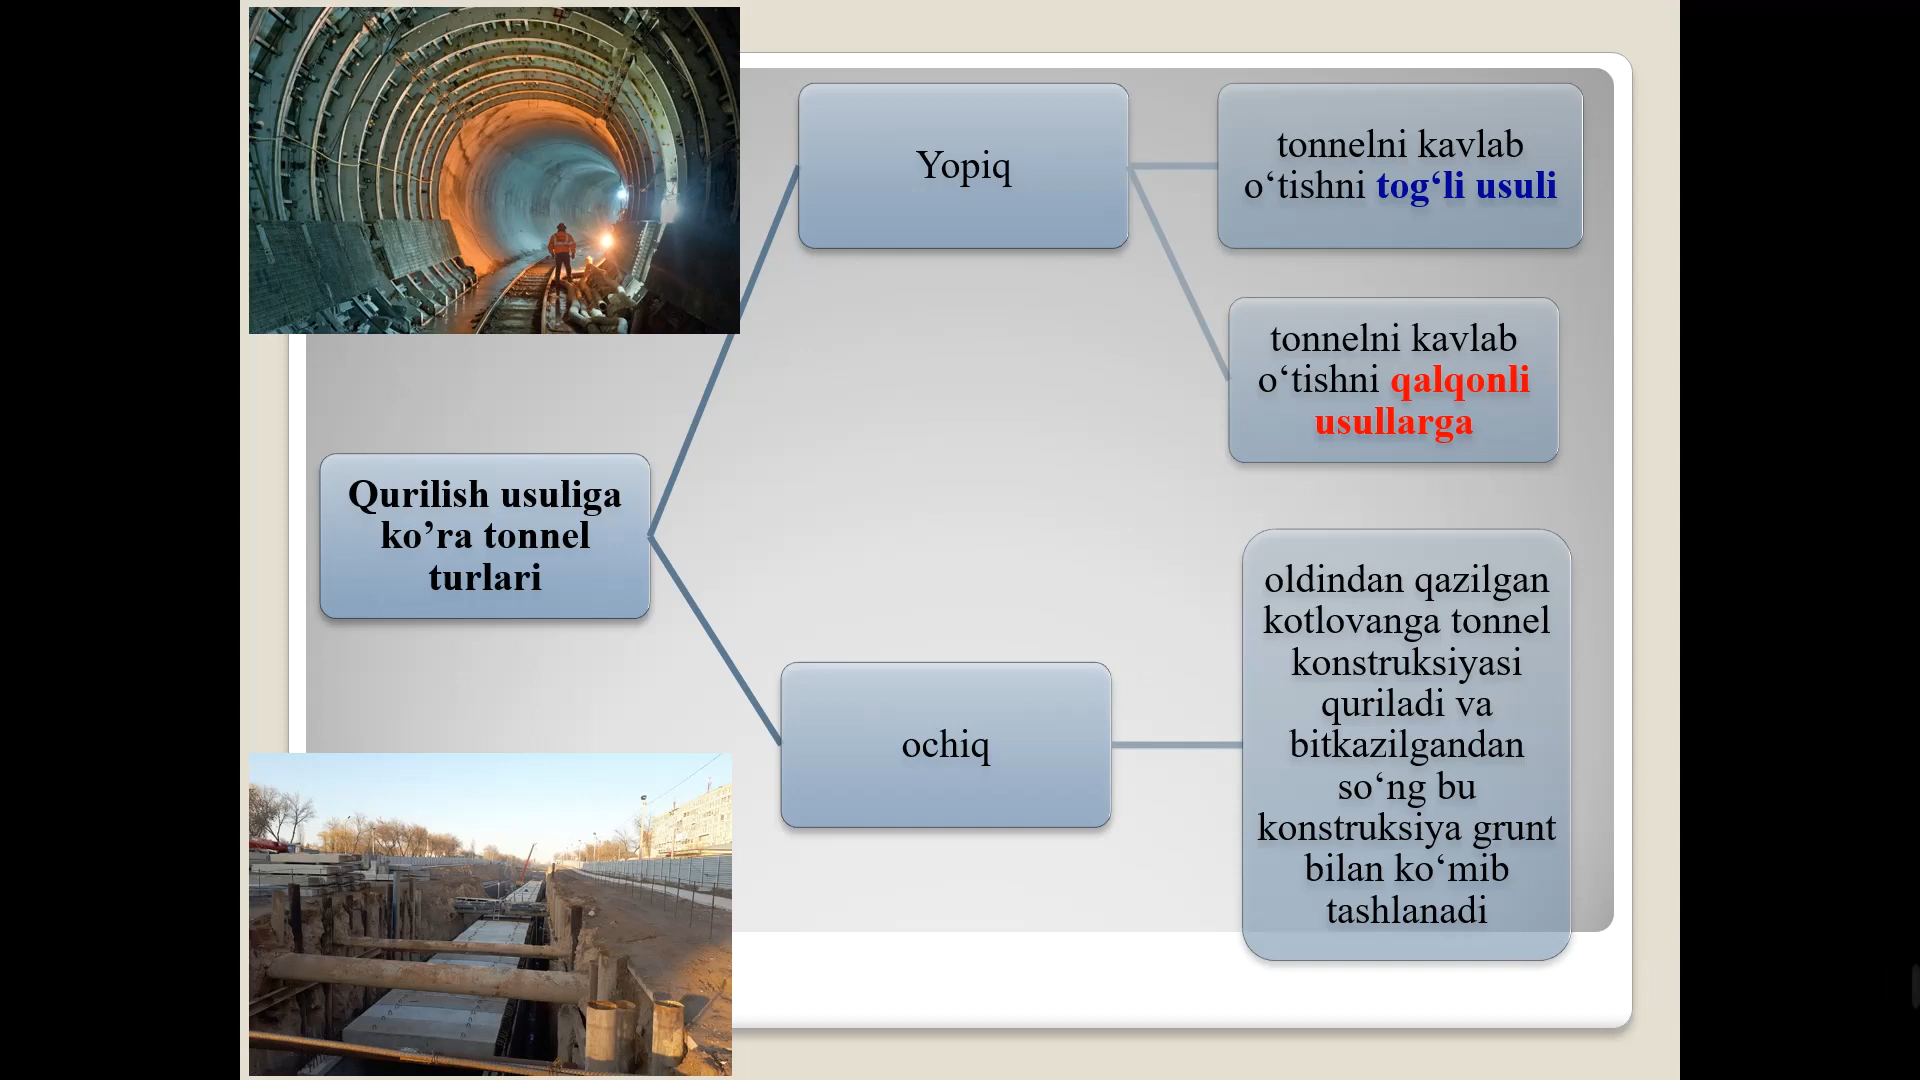 Qurilish usuliga
ko’ra tonnel
turlari
Yopiq
tonnelni kavlab
o‘tishni tog‘li usuli
tonnelni kavlab
o‘tishni qalqonli
usullarga
ochiq
oldindan qazilgan
kotlovanga tonnel
konstruksiyasi
quriladi va
bitkazilgandan
so‘ng bu
konstruksiya grunt
bilan ko‘mib
tashlanadi